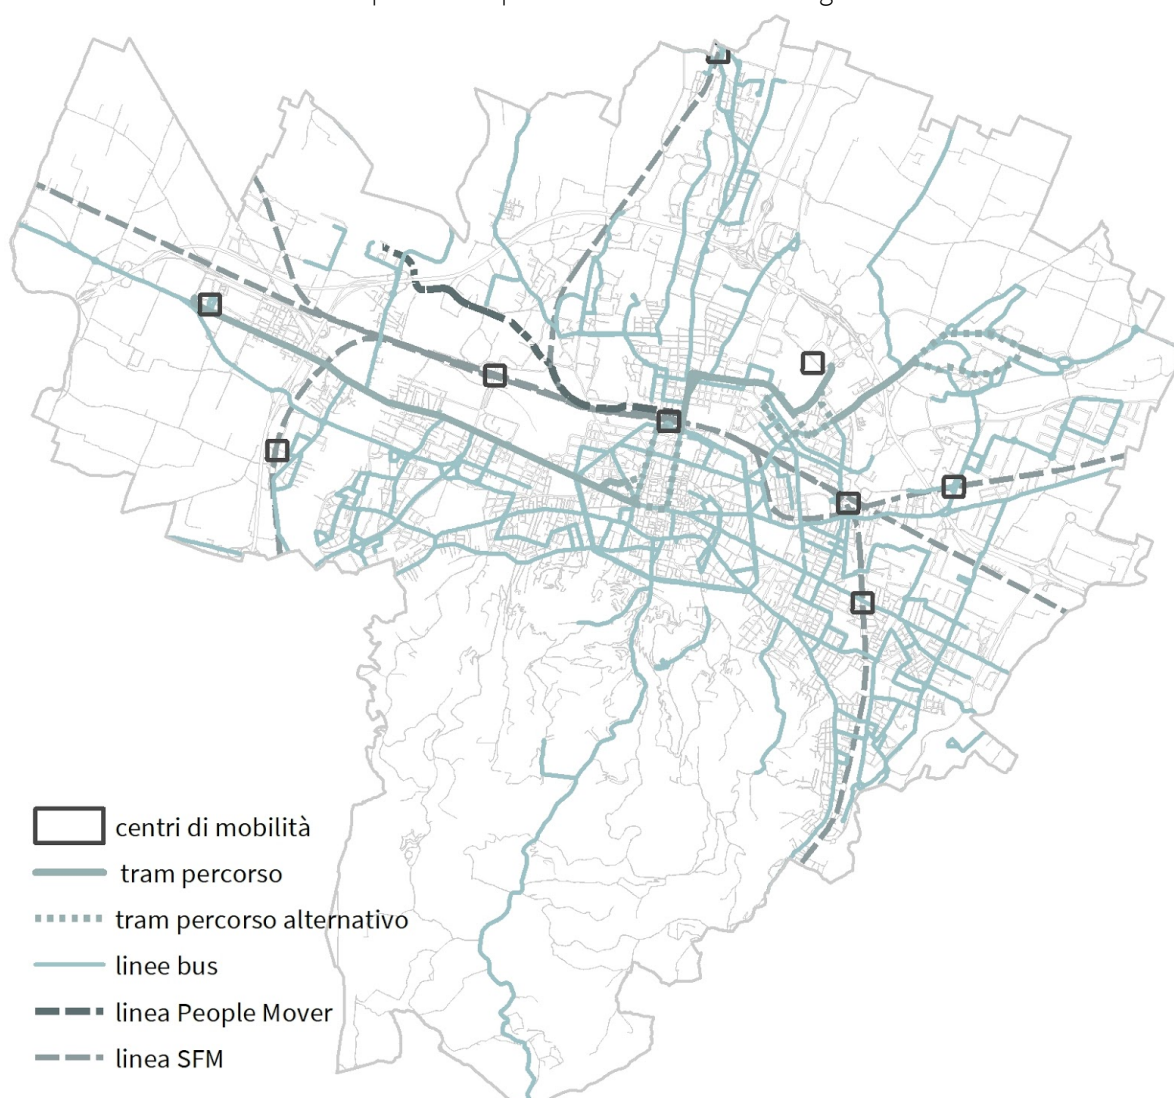 centri di mobilità
tram percorso
tram percorso alternativo
linee bus
linea People Mover
linea SFM